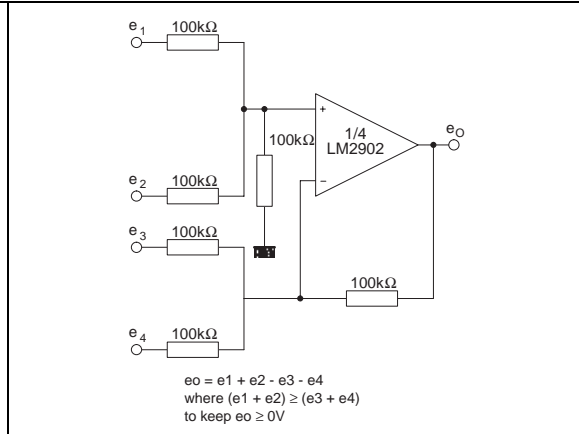 e1
100kΩ
100kΩ
1/4
LM2902
+
-
eO
e2
100kΩ
e3
100kΩ
100kΩ
e4
100kΩ
eo = e1 + e2 - e3 - e4
where (e1 + e2) ≥ (e3 + e4)
to keep eo ≥ 0V